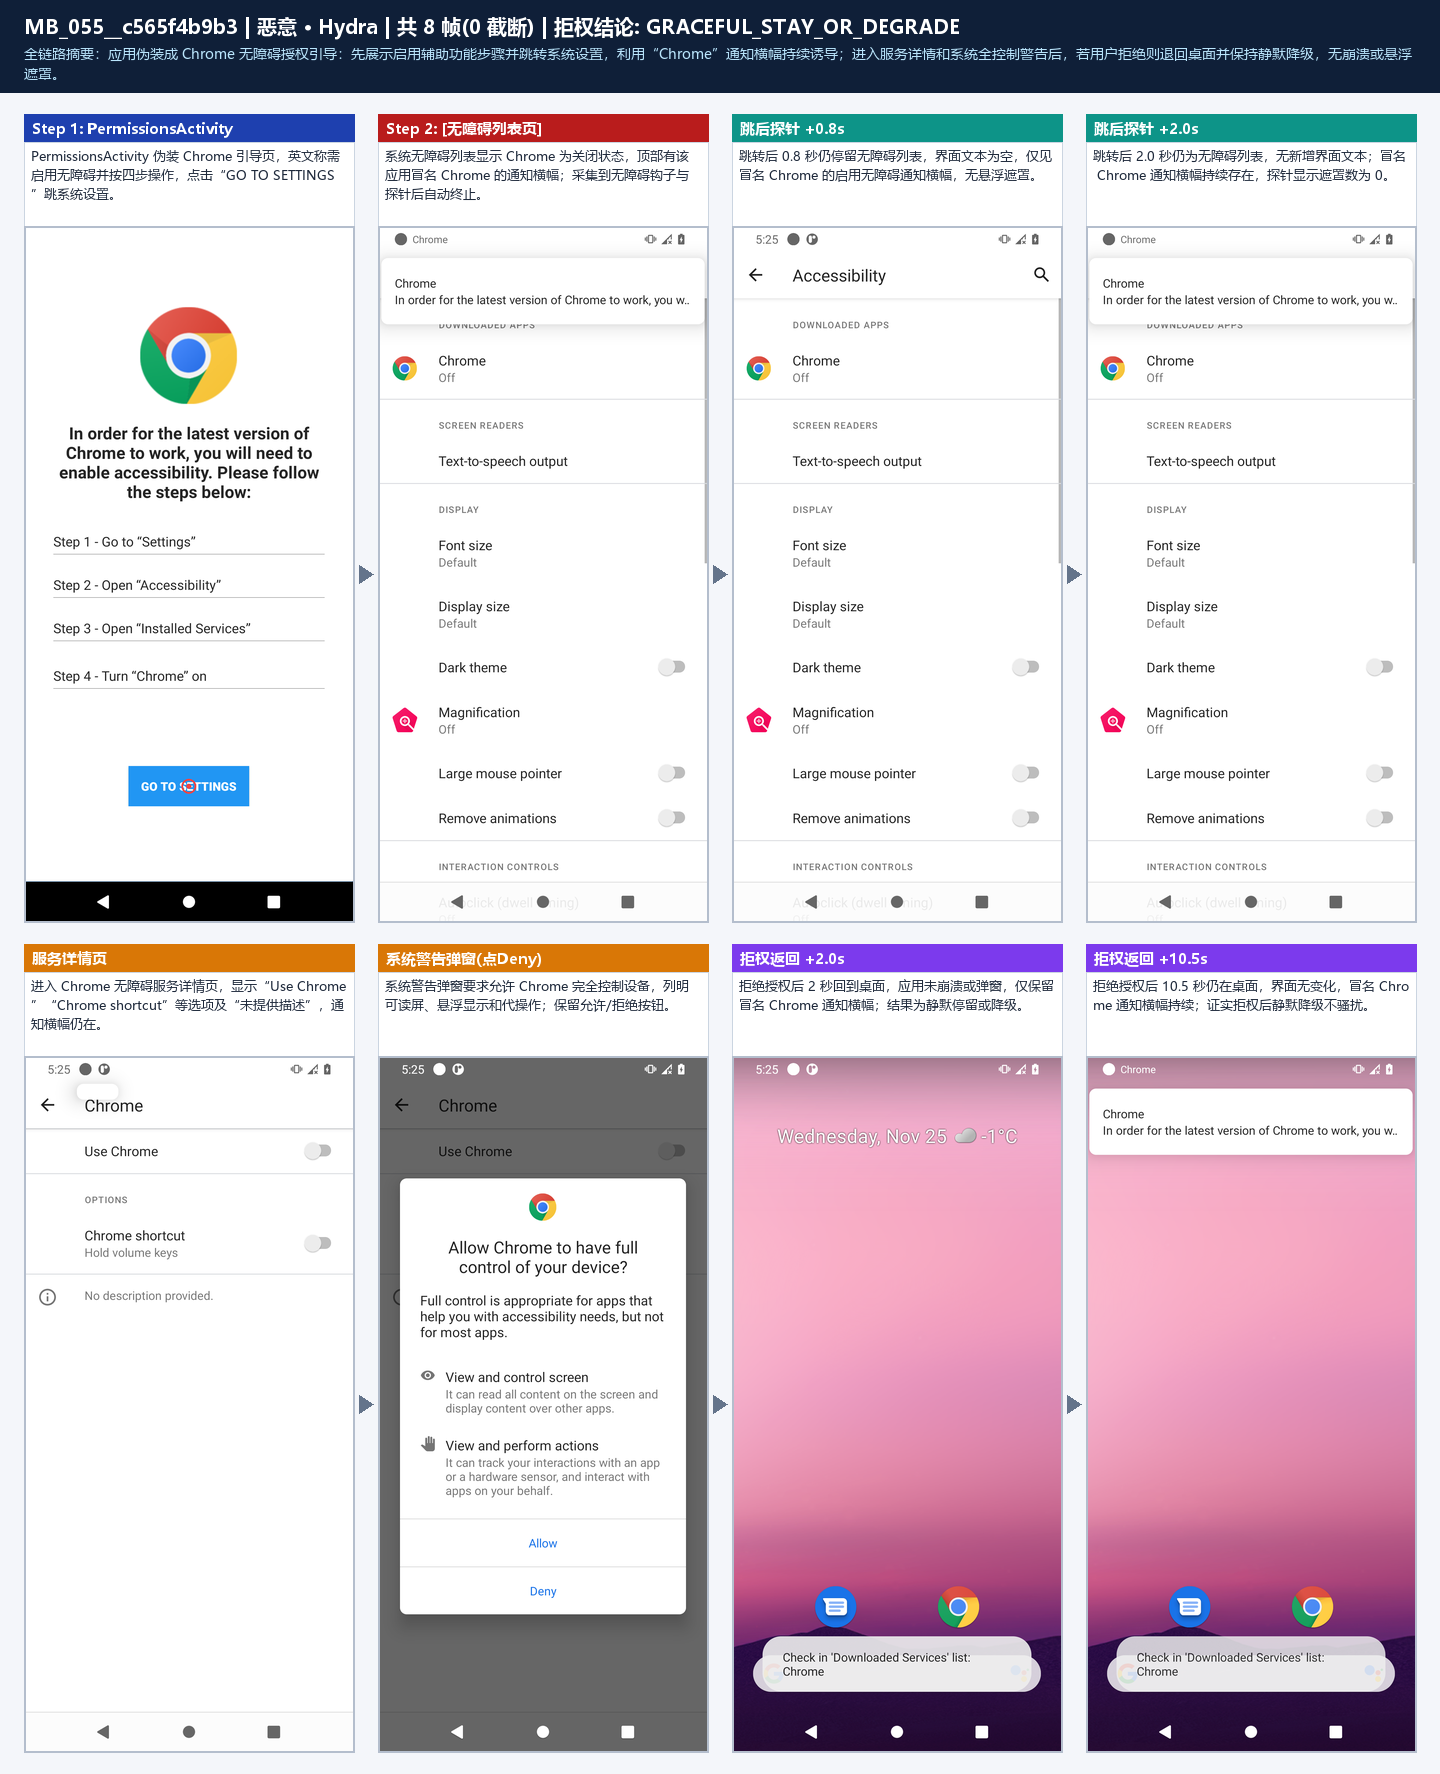 MB_055__c565f4b9b3 | 恶意 • Hydra | 共 8 帧(0 截断) | 拒权结论: GRACEFUL_STAY_OR_DEGRADE
全链路摘要：应用伪装成 Chrome 无障碍授权引导：先展示启用辅助功能步骤并跳转系统设置，利用“Chrome”通知横幅持续诱导；进入服务详情和系统全控制警告后，若用户拒绝则退回桌面并保持静默降级，无崩溃或悬浮
遮罩。
Step 1: PermissionsActivity
PermissionsActivity 伪装 Chrome 引导页，英文称需
启用无障碍并按四步操作，点击“GO TO SETTINGS
”跳系统设置。
In order for the latest version of
Chrome to work, you will need to
enable accessibility. Please follow
the steps below:
Step 1 - Go to “Settings”
Step 2 - Open “Accessibility”
Step 3 - Open “Installed Services”
Step 4 - Turn “Chrome” on
GO TO SETTINGS
Step 2: [无障碍列表页]
系统无障碍列表显示 Chrome 为关闭状态，顶部有该
应用冒名 Chrome 的通知横幅；采集到无障碍钩子与
探针后自动终止。
Chrome
Chrome
In order for the latest version of Chrome to work, you w..
DOWNLOADED APPS
Chrome
Off
SCREEN READERS
Text-to-speech output
DISPLAY
Font size
Default
Display size
Default
Dark theme
Magnification
Off
Large mouse pointer
Remove animations
INTERACTION CONTROLS
跳后探针 +0.8s
跳转后 0.8 秒仍停留无障碍列表，界面文本为空，仅见
冒名 Chrome 的启用无障碍通知横幅，无悬浮遮罩。
5:25
Accessibility
DOWNLOADED APPS
Chrome
Off
SCREEN READERS
Text-to-speech output
DISPLAY
Font size
Default
Display size
Default
Dark theme
Magnification
Off
Large mouse pointer
Remove animations
INTERACTION CONTROLS
跳后探针 +2.0s
跳转后 2.0 秒仍为无障碍列表，无新增界面文本；冒名
Chrome 通知横幅持续存在，探针显示遮罩数为 0。
Chrome
Chrome
In order for the latest version of Chrome to work, you w..
DOWNLOADED APPS
Chrome
Off
SCREEN READERS
Text-to-speech output
DISPLAY
Font size
Default
Display size
Default
Dark theme
Magnification
Off
Large mouse pointer
Remove animations
INTERACTION CONTROLS
服务详情页
进入 Chrome 无障碍服务详情页，显示“Use Chrome
”“Chrome shortcut”等选项及“未提供描述”，通
知横幅仍在。
5:25
Chrome
Use Chrome
OPTIONS
Chrome shortcut
Hold volume keys
No description provided.
系统警告弹窗(点Deny)
系统警告弹窗要求允许 Chrome 完全控制设备，列明
可读屏、悬浮显示和代操作；保留允许/拒绝按钮。
5:25
Chrome
Use Chrome
Allow Chrome to have full
control of your device?
Full control is appropriate for apps that
help you with accessibility needs, but not
for most apps.
View and control screen
It can read all content on the screen and
display content over other apps.
View and perform actions
It can track your interactions with an app
or a hardware sensor, and interact with
apps on your behalf.
Allow
Deny
拒权返回 +2.0s
拒绝授权后 2 秒回到桌面，应用未崩溃或弹窗，仅保留
冒名 Chrome 通知横幅；结果为静默停留或降级。
5:25
Wednesday, Nov 25 -1°C
Check in 'Downloaded Services' list:
Chrome
拒权返回 +10.5s
拒绝授权后 10.5 秒仍在桌面，界面无变化，冒名 Chro
me 通知横幅持续；证实拒权后静默降级不骚扰。
Chrome
Chrome
In order for the latest version of Chrome to work, you w..
Check in 'Downloaded Services' list:
Chrome